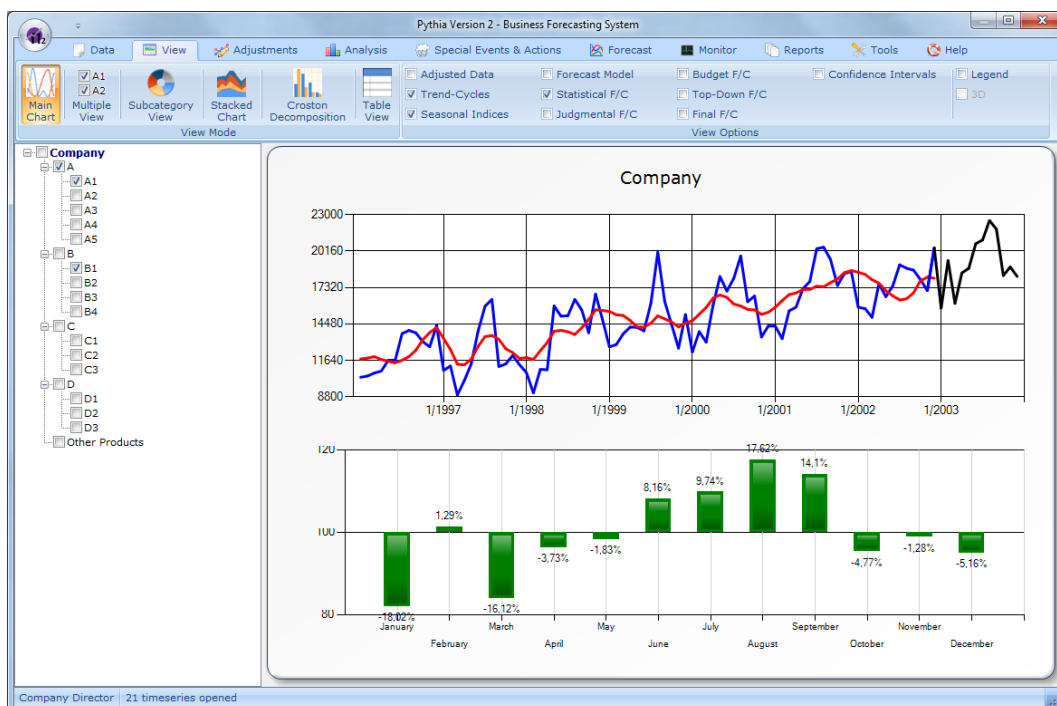 Pythia Version 2 - Business Forecasting System
Data View Adjustments Analysis Special Events & Actions Forecast Monitor Reports Tools Help
Main Chart
A1
A2
Multiple View
Subcategory View
Stacked Chart
Croston Decomposition
Table View
View Mode
Adjusted Data Forecast Model Budget F/C Confidence Intervals Legend
Trend-Cycles Statistical F/C Top-Down F/C 3D
Seasonal Indices Judgmental F/C Final F/C
View Options
Company
A
A1
A2
A3
A4
A5
B
B1
B2
B3
B4
C
C1
C2
C3
D
D1
D2
D3
Other Products
Company
23000
20160
17320
14480
11640
8800
1/1997 1/1998 1/1999 1/2000 1/2001 1/2002 1/2003
120
100
80
-18,02%
1,29%
-16,12%
-3,73%
-1,83%
8,16%
9,74%
17,62%
14,1%
-4,77%
-1,28%
-5,16%
January March May July September November
February April June August October December
Company Director 21 timeseries opened